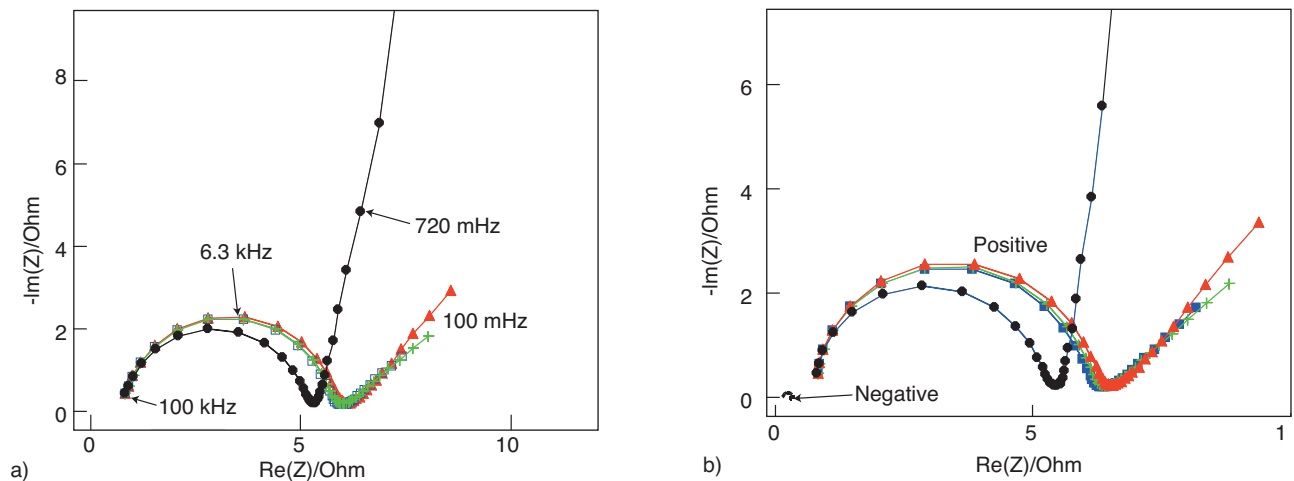 8
6
4
2
0
-Im(Z)/Ohm
720 mHz
6.3 kHz
100 mHz
100 kHz
0
5
10
Re(Z)/Ohm
a)
6
4
2
0
-Im(Z)/Ohm
Positive
Negative
0
5
1
Re(Z)/Ohm
b)